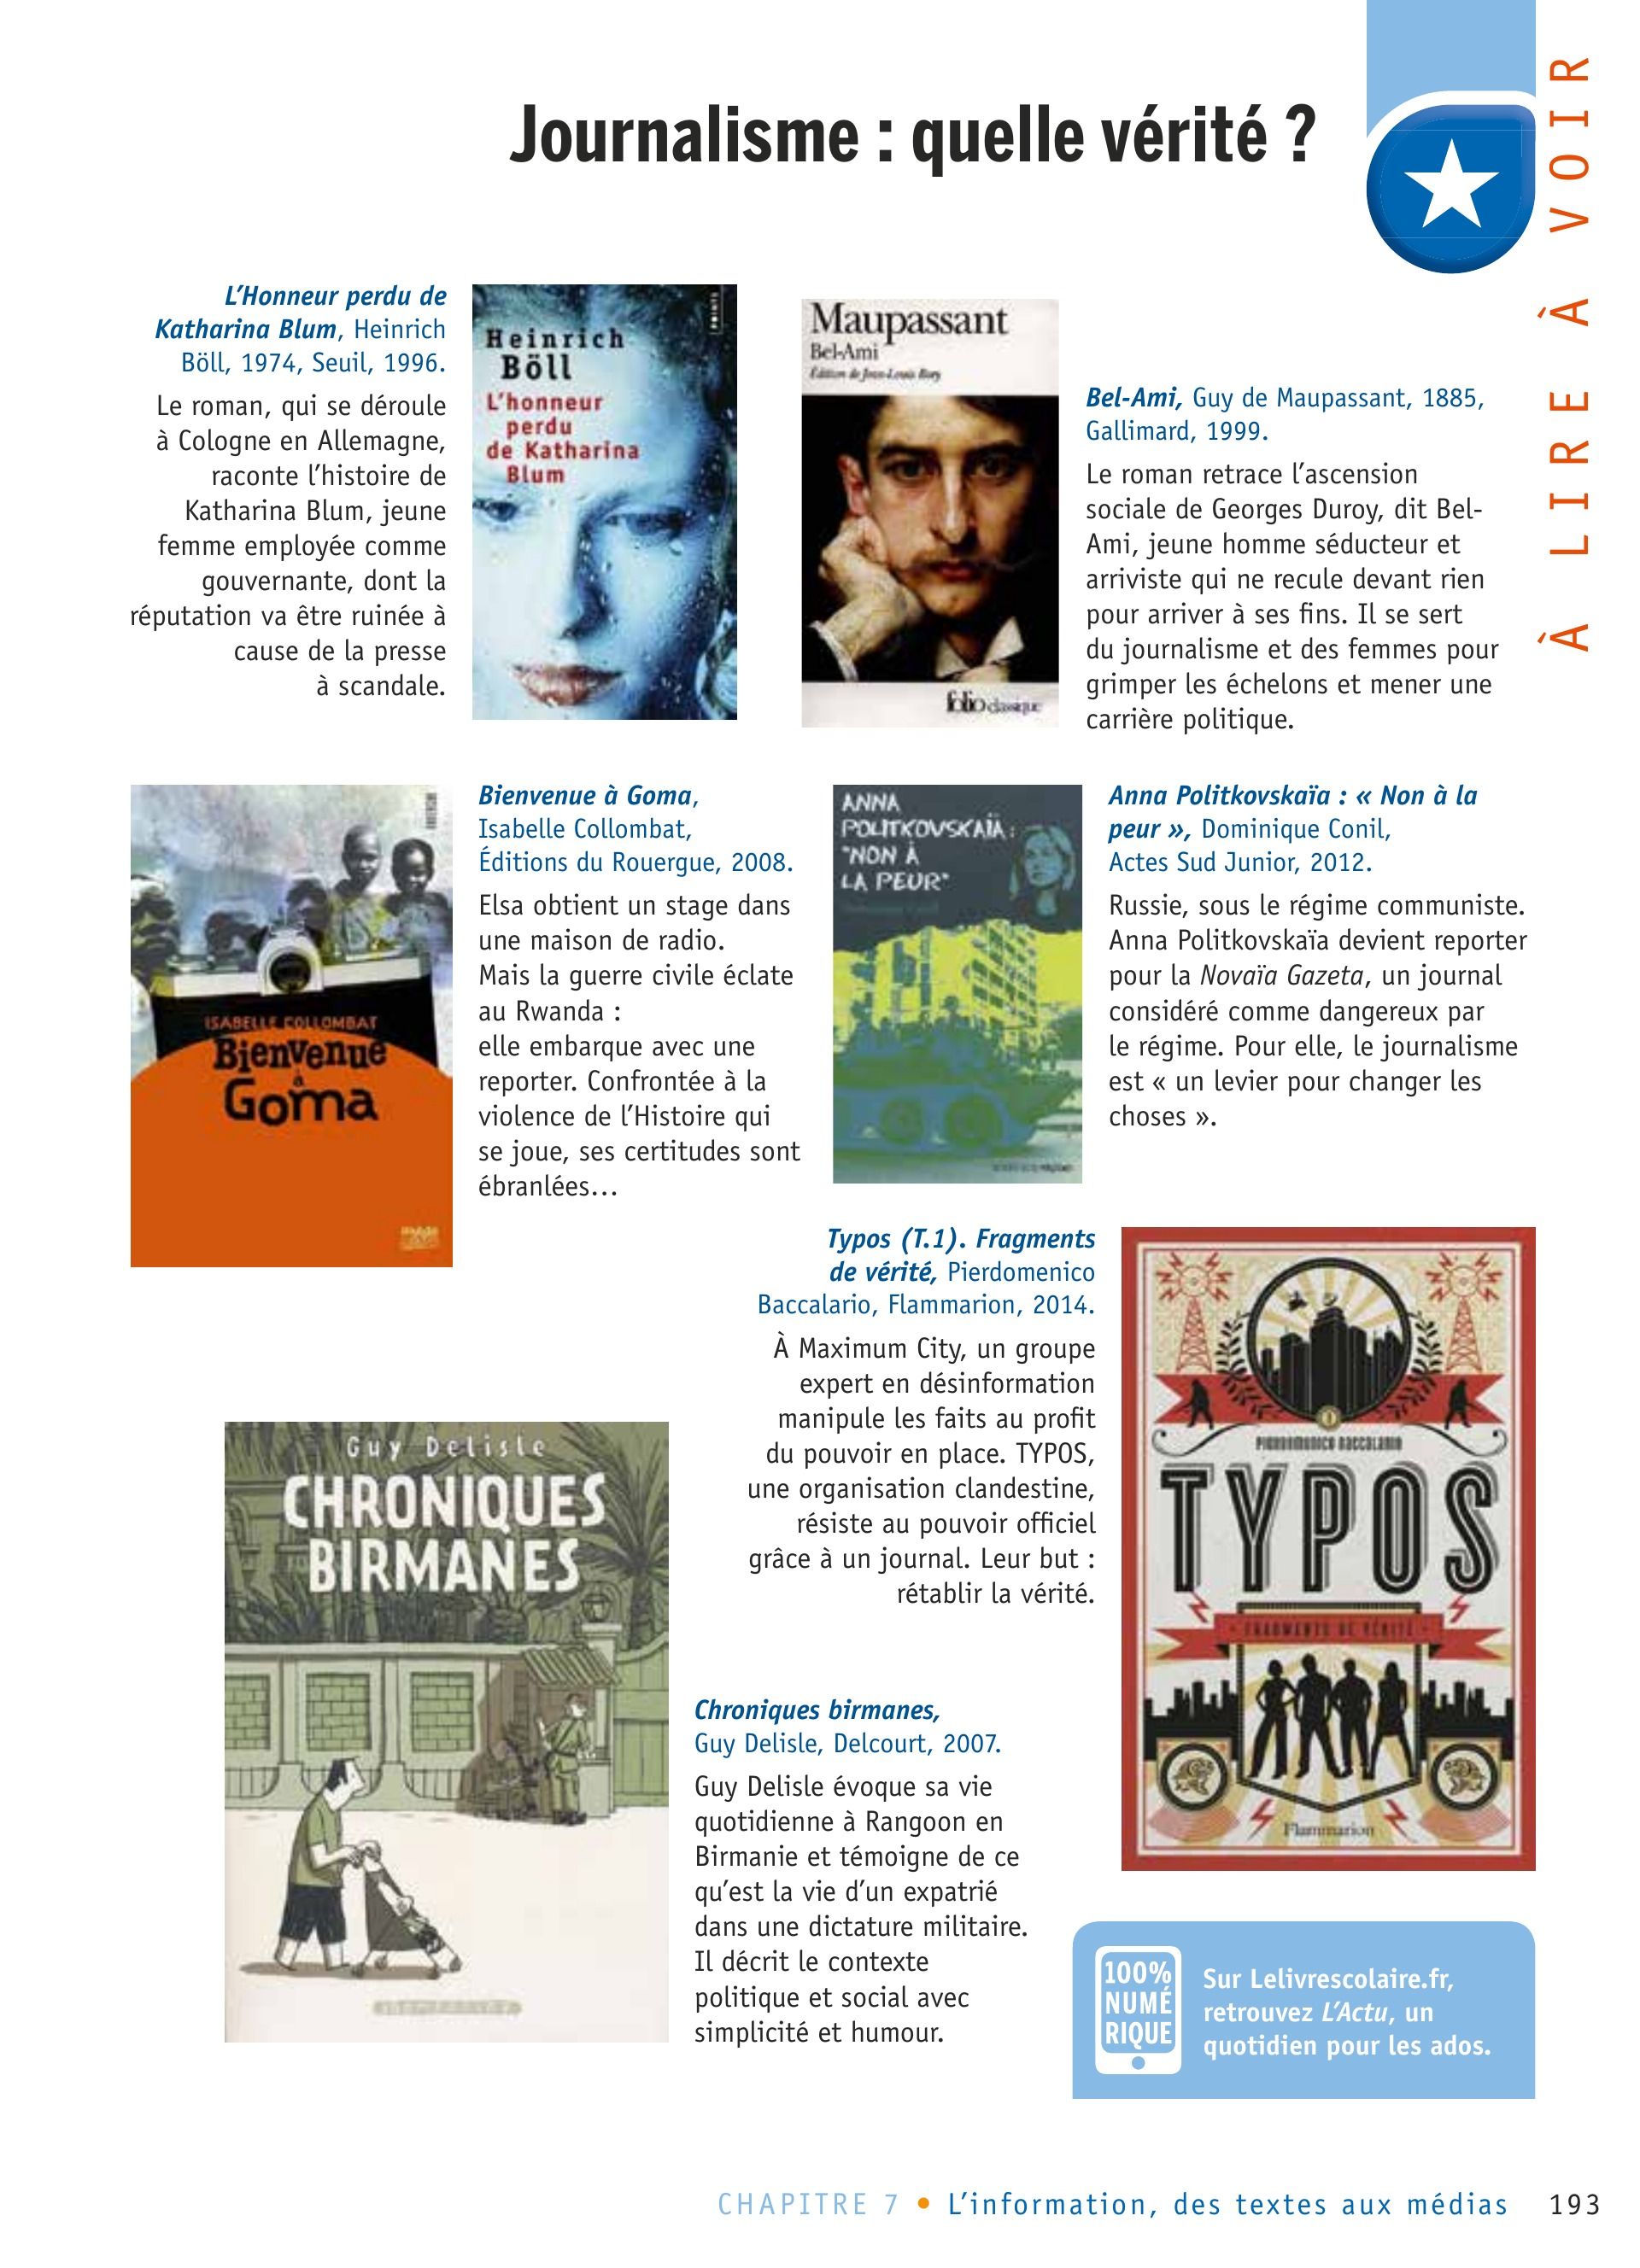 Journalisme : quelle vérité ?
À LIRE À VOIR
L'Honneur perdu de
Katharina Blum, Heinrich
Böll, 1974, Seuil, 1996.
Le roman, qui se déroule
à Cologne en Allemagne,
raconte l'histoire de
Katharina Blum, jeune
femme employée comme
gouvernante, dont la
réputation va être ruinée à
cause de la presse
à scandale.
POINTS
Heinrich
Böll
L'honneur
perdu
de Katharina
Blum
Maupassant
Bel-Ami
Édition de Jean-Louis Bory
folio classique
Bel-Ami, Guy de Maupassant, 1885,
Gallimard, 1999.
Le roman retrace l'ascension
sociale de Georges Duroy, dit Bel-
Ami, jeune homme séducteur et
arriviste qui ne recule devant rien
pour arriver à ses fins. Il se sert
du journalisme et des femmes pour
grimper les échelons et mener une
carrière politique.
ISABELLE COLLOMBAT
Bienvenue
à
Goma
Bienvenue à Goma,
Isabelle Collombat,
Éditions du Rouergue, 2008.
Elsa obtient un stage dans
une maison de radio.
Mais la guerre civile éclate
au Rwanda :
elle embarque avec une
reporter. Confrontée à la
violence de l'Histoire qui
se joue, ses certitudes sont
ébranlées…
ANNA
POLITKOVSKAÏA :
"NON À
LA PEUR"
Anna Politkovskaïa : « Non à la
peur », Dominique Conil,
Actes Sud Junior, 2012.
Russie, sous le régime communiste.
Anna Politkovskaïa devient reporter
pour la Novaïa Gazeta, un journal
considéré comme dangereux par
le régime. Pour elle, le journalisme
est « un levier pour changer les
choses ».
Typos (T.1). Fragments
de vérité, Pierdomenico
Baccalario, Flammarion, 2014.
À Maximum City, un groupe
expert en désinformation
manipule les faits au profit
du pouvoir en place. TYPOS,
une organisation clandestine,
résiste au pouvoir officiel
grâce à un journal. Leur but :
rétablir la vérité.
1
PIERDOMENICO BACCALARIO
TYPOS
FRAGMENTS DE VÉRITÉ
Flammarion
Guy Delisle
CHRONIQUES
BIRMANES
Chroniques birmanes,
Guy Delisle, Delcourt, 2007.
Guy Delisle évoque sa vie
quotidienne à Rangoon en
Birmanie et témoigne de ce
qu'est la vie d'un expatrié
dans une dictature militaire.
Il décrit le contexte
politique et social avec
simplicité et humour.
100%
NUMÉ
RIQUE
Sur Lelivrescolaire.fr,
retrouvez L'Actu, un
quotidien pour les ados.
CHAPITRE 7 • L'information, des textes aux médias 193